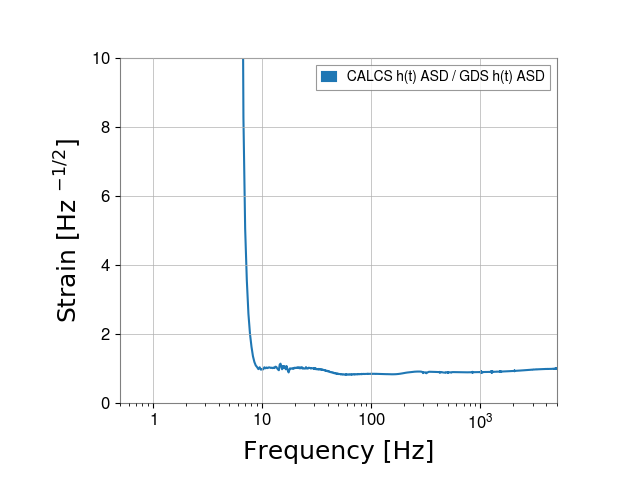 CALCS h(t) ASD / GDS h(t) ASD
10
8
6
4
2
0
Strain [Hz ⁻¹/²]
1 10 100 10³
Frequency [Hz]